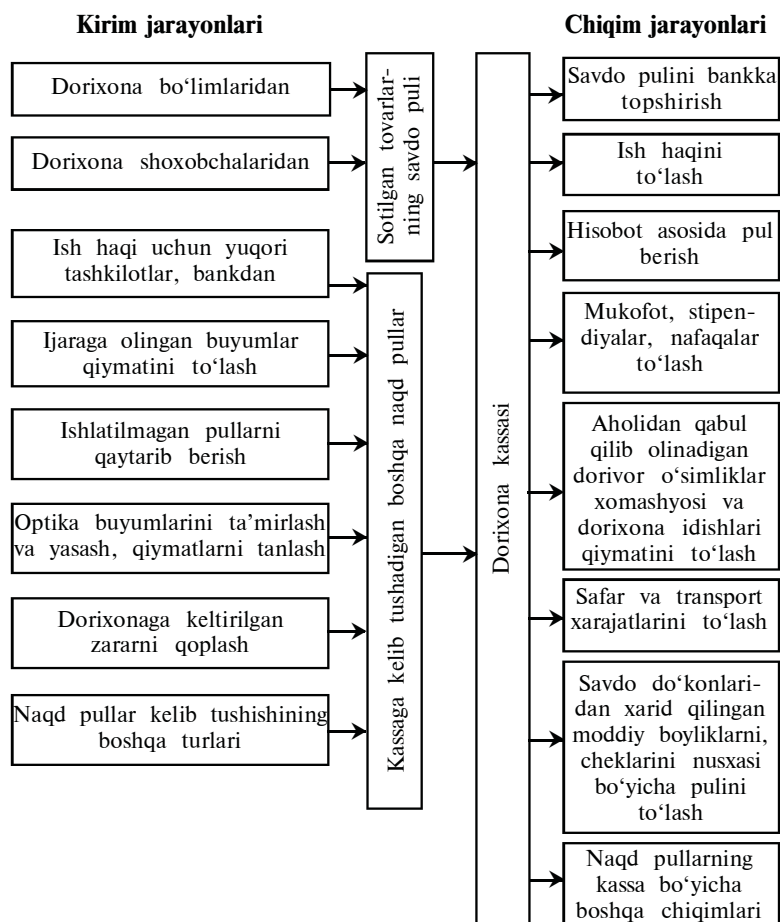 Kirim jarayonlari
Chiqim jarayonlari
Dorixona bo‘limlaridan
Dorixona shoxobchalaridan
Ish haqi uchun yuqori
tashkilotlar, bankdan
Ijaraga olingan buyumlar
qiymatini to‘lash
Ishlatilmagan pullarni
qaytarib berish
Optika buyumlarini ta’mirlash
va yasash, qiymatlarni tanlash
Dorixonaga keltirilgan
zararni qoplash
Naqd pullar kelib tushishining
boshqa turlari
Sotilgan tovarlar-
ning savdo puli
Kassaga kelib tushadigan boshqa naqd pullar
Dorixona kassasi
Savdo pulini bankka
topshirish
Ish haqini
to‘lash
Hisobot asosida pul
berish
Mukofot, stipen-
diyalar, nafaqalar
to‘lash
Aholidan qabul
qilib olinadigan
dorivor o‘simliklar
xomashyosi va
dorixona idishlari
qiymatini to‘lash
Safar va transport
xarajatlarini to‘lash
Savdo do‘konlari-
dan xarid qilingan
moddiy boyliklarni,
cheklarini nusxasi
bo‘yicha pulini
to‘lash
Naqd pullarning
kassa bo‘yicha
boshqa chiqimlari